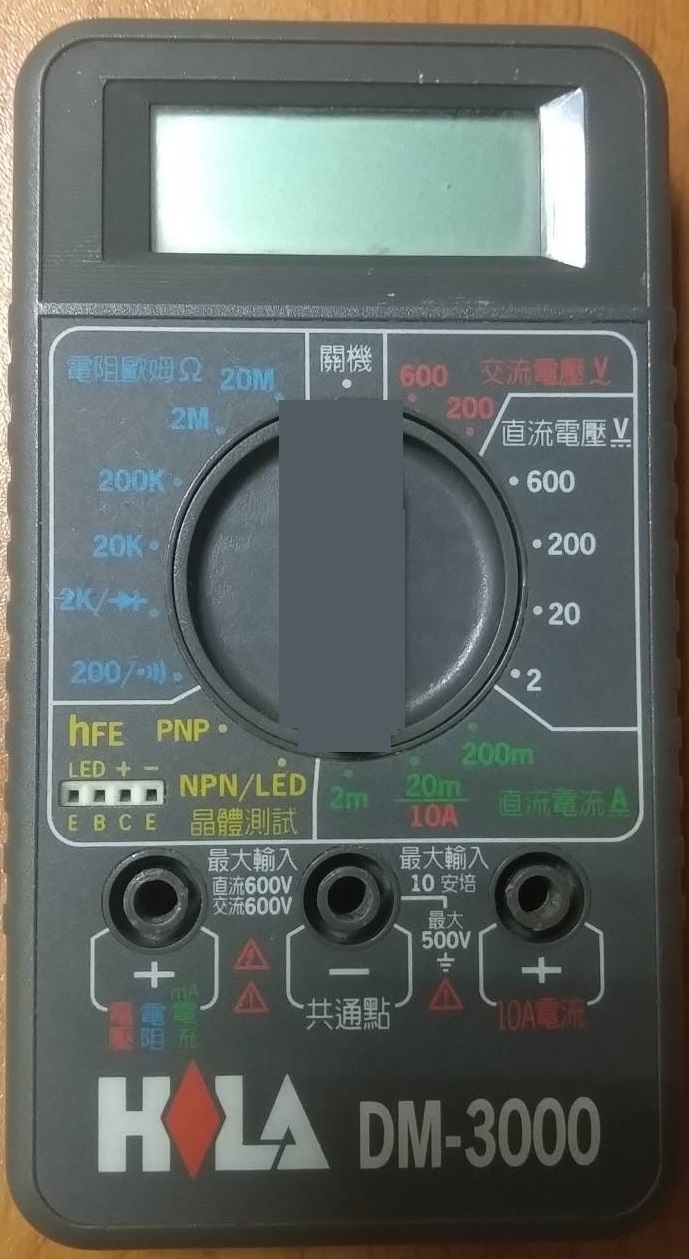 電阻歐姆Ω
20M
關機
600
交流電壓V
2M
200
直流電壓V
200K
600
20K
200
2K/
20
200/
2
hFE
PNP
LED + −
NPN/LED
E B C E
晶體測試
2m
20m
10A
200m
直流電流A
最大輸入
直流600V
交流600V
最大輸入
10 安培
最大
500V
+
−
+
電壓
電阻
mA
電流
共通點
10A電流
HOLA DM-3000